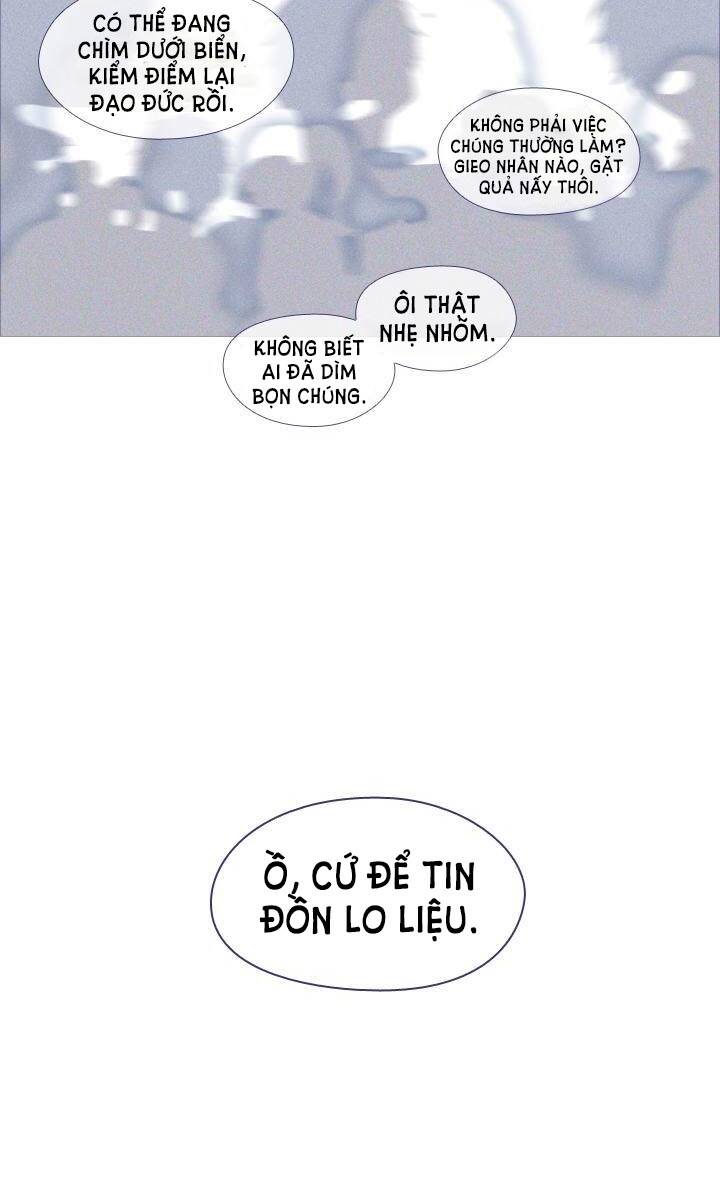 CÓ THỂ ĐANG
CHÌM DƯỚI BIỂN,
KIỂM ĐIỂM LẠI
ĐẠO ĐỨC RỒI.
KHÔNG PHẢI VIỆC
CHÚNG THƯỜNG LÀM?
GIEO NHÂN NÀO, GẶT
QUẢ NẤY THÔI.
ÔI THẬT
NHẸ NHÕM.
KHÔNG BIẾT
AI ĐÃ DÌM
BỌN CHÚNG.
Ồ, CỨ ĐỂ TIN
ĐỒN LO LIỆU.